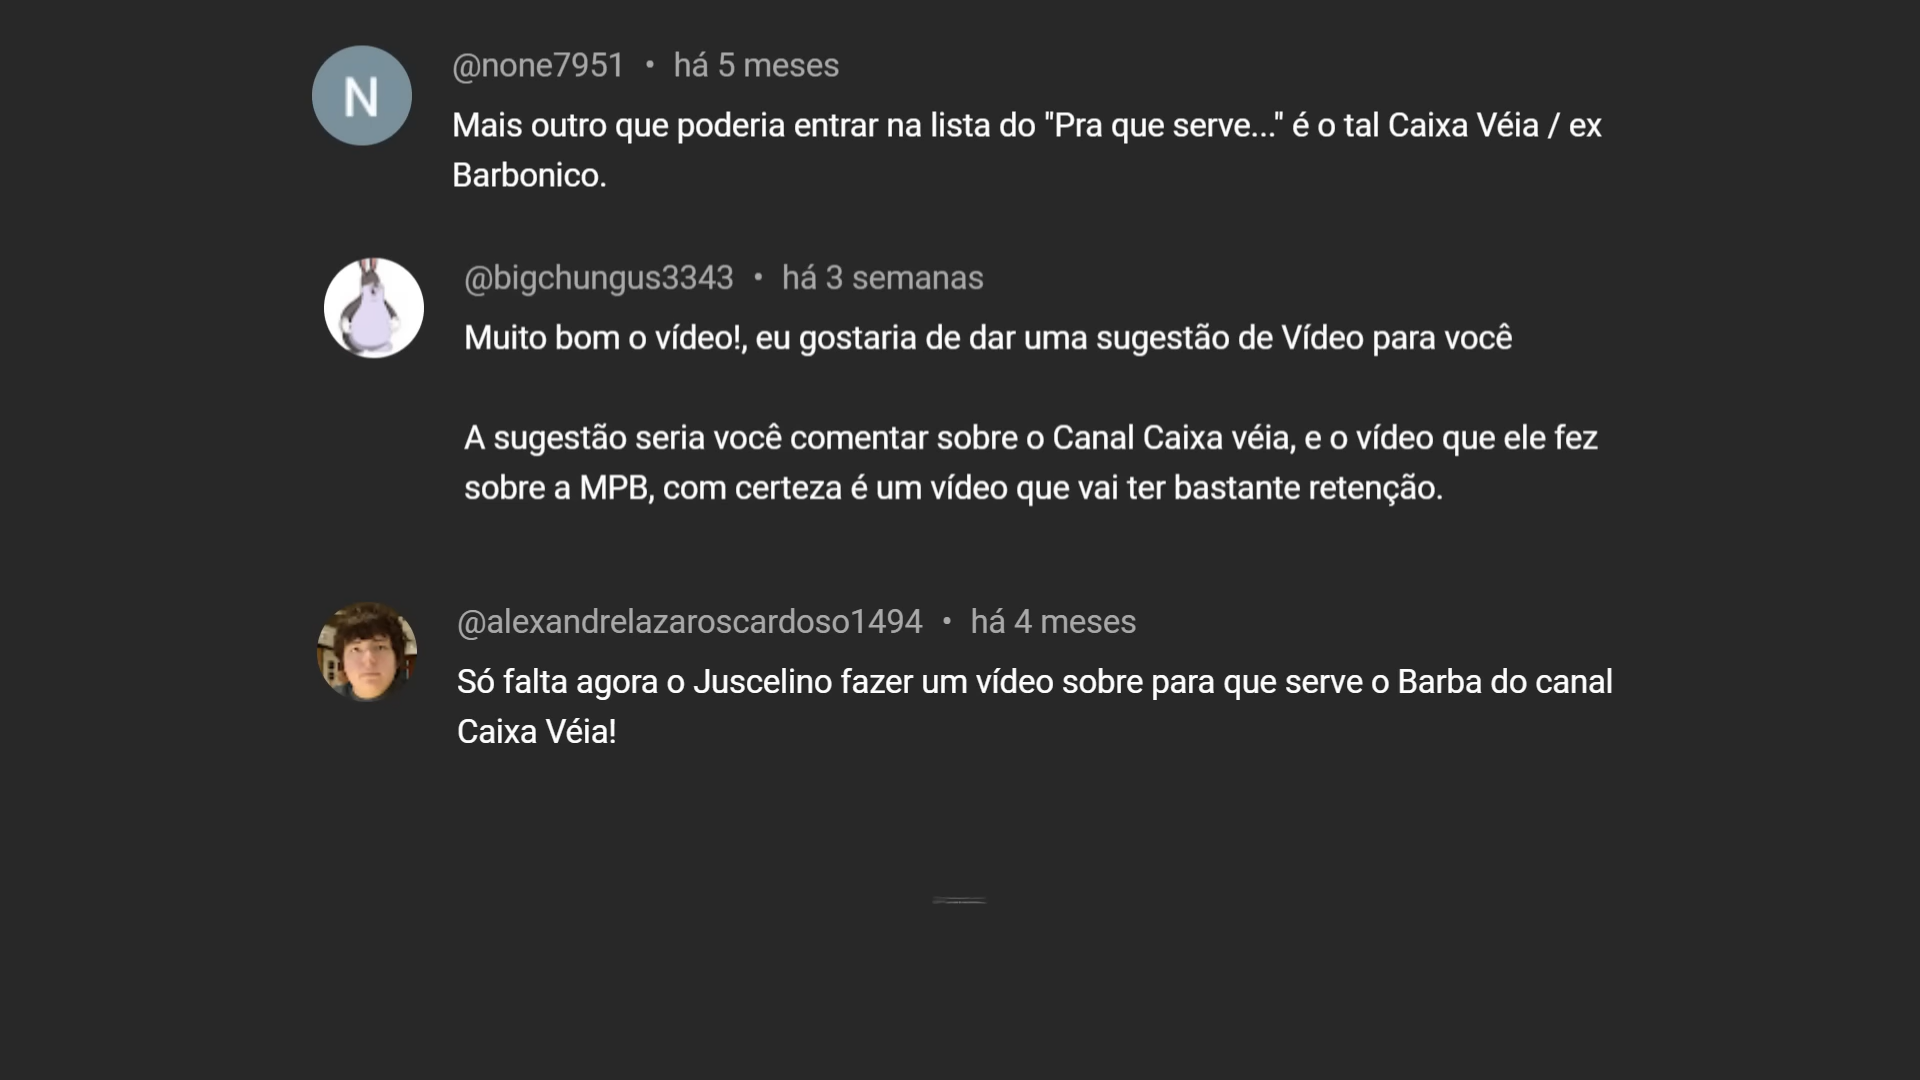 N
@none7951 • há 5 meses
Mais outro que poderia entrar na lista do "Pra que serve..." é o tal Caixa Véia / ex
Barbonico.
@bigchungus3343 • há 3 semanas
Muito bom o vídeo!, eu gostaria de dar uma sugestão de Vídeo para você
A sugestão seria você comentar sobre o Canal Caixa véia, e o vídeo que ele fez
sobre a MPB, com certeza é um vídeo que vai ter bastante retenção.
@alexandrelazaroscardoso1494 • há 4 meses
Só falta agora o Juscelino fazer um vídeo sobre para que serve o Barba do canal
Caixa Véia!